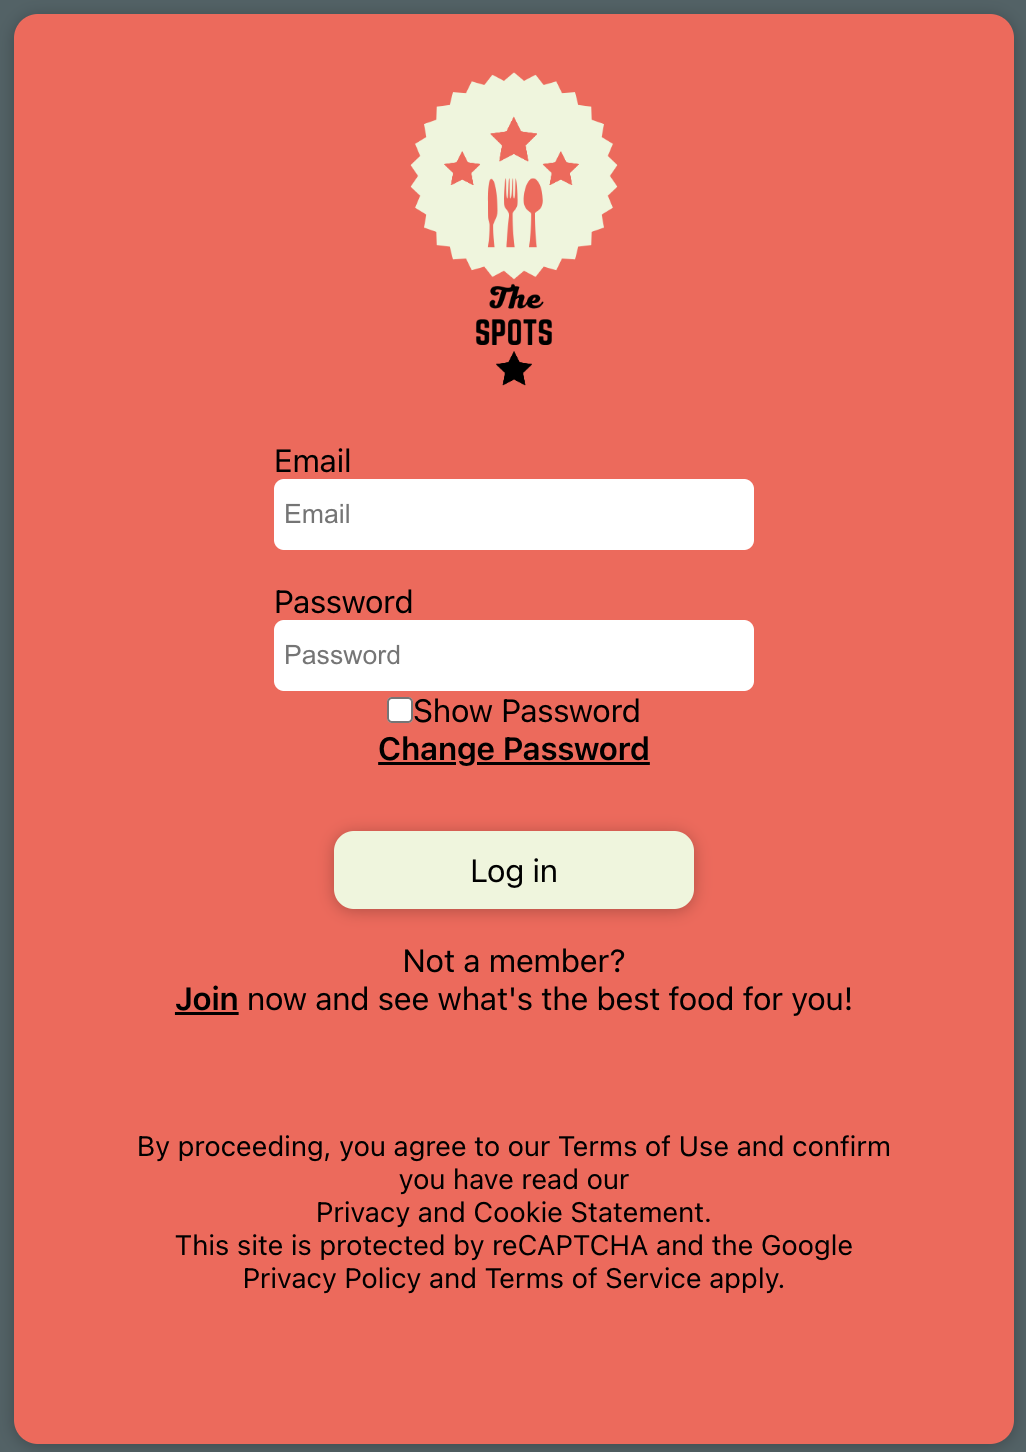 The
SPOTS
Email
Email
Password
Password
Show Password
Change Password
Log in
Not a member?
Join now and see what's the best food for you!
By proceeding, you agree to our Terms of Use and confirm
you have read our
Privacy and Cookie Statement.
This site is protected by reCAPTCHA and the Google
Privacy Policy and Terms of Service apply.